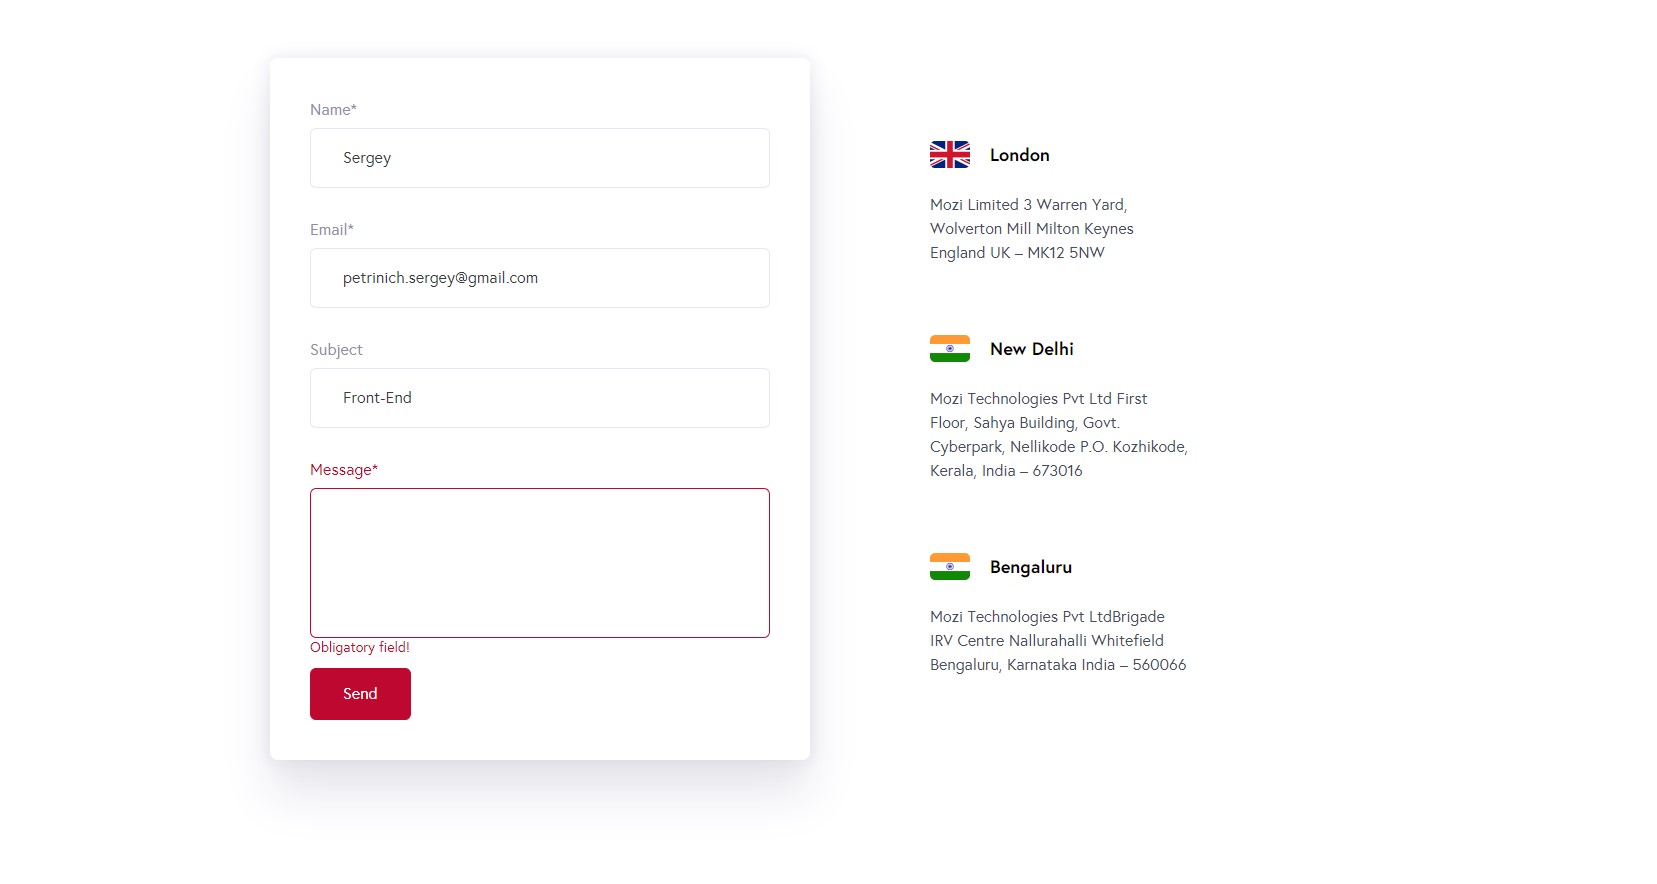 Name*
Sergey
Email*
petrinich.sergey@gmail.com
Subject
Front-End
Message*
Obligatory field!
Send
London
Mozi Limited 3 Warren Yard,
Wolverton Mill Milton Keynes
England UK – MK12 5NW
New Delhi
Mozi Technologies Pvt Ltd First
Floor, Sahya Building, Govt.
Cyberpark, Nellikode P.O. Kozhikode,
Kerala, India – 673016
Bengaluru
Mozi Technologies Pvt LtdBrigade
IRV Centre Nallurahalli Whitefield
Bengaluru, Karnataka India – 560066